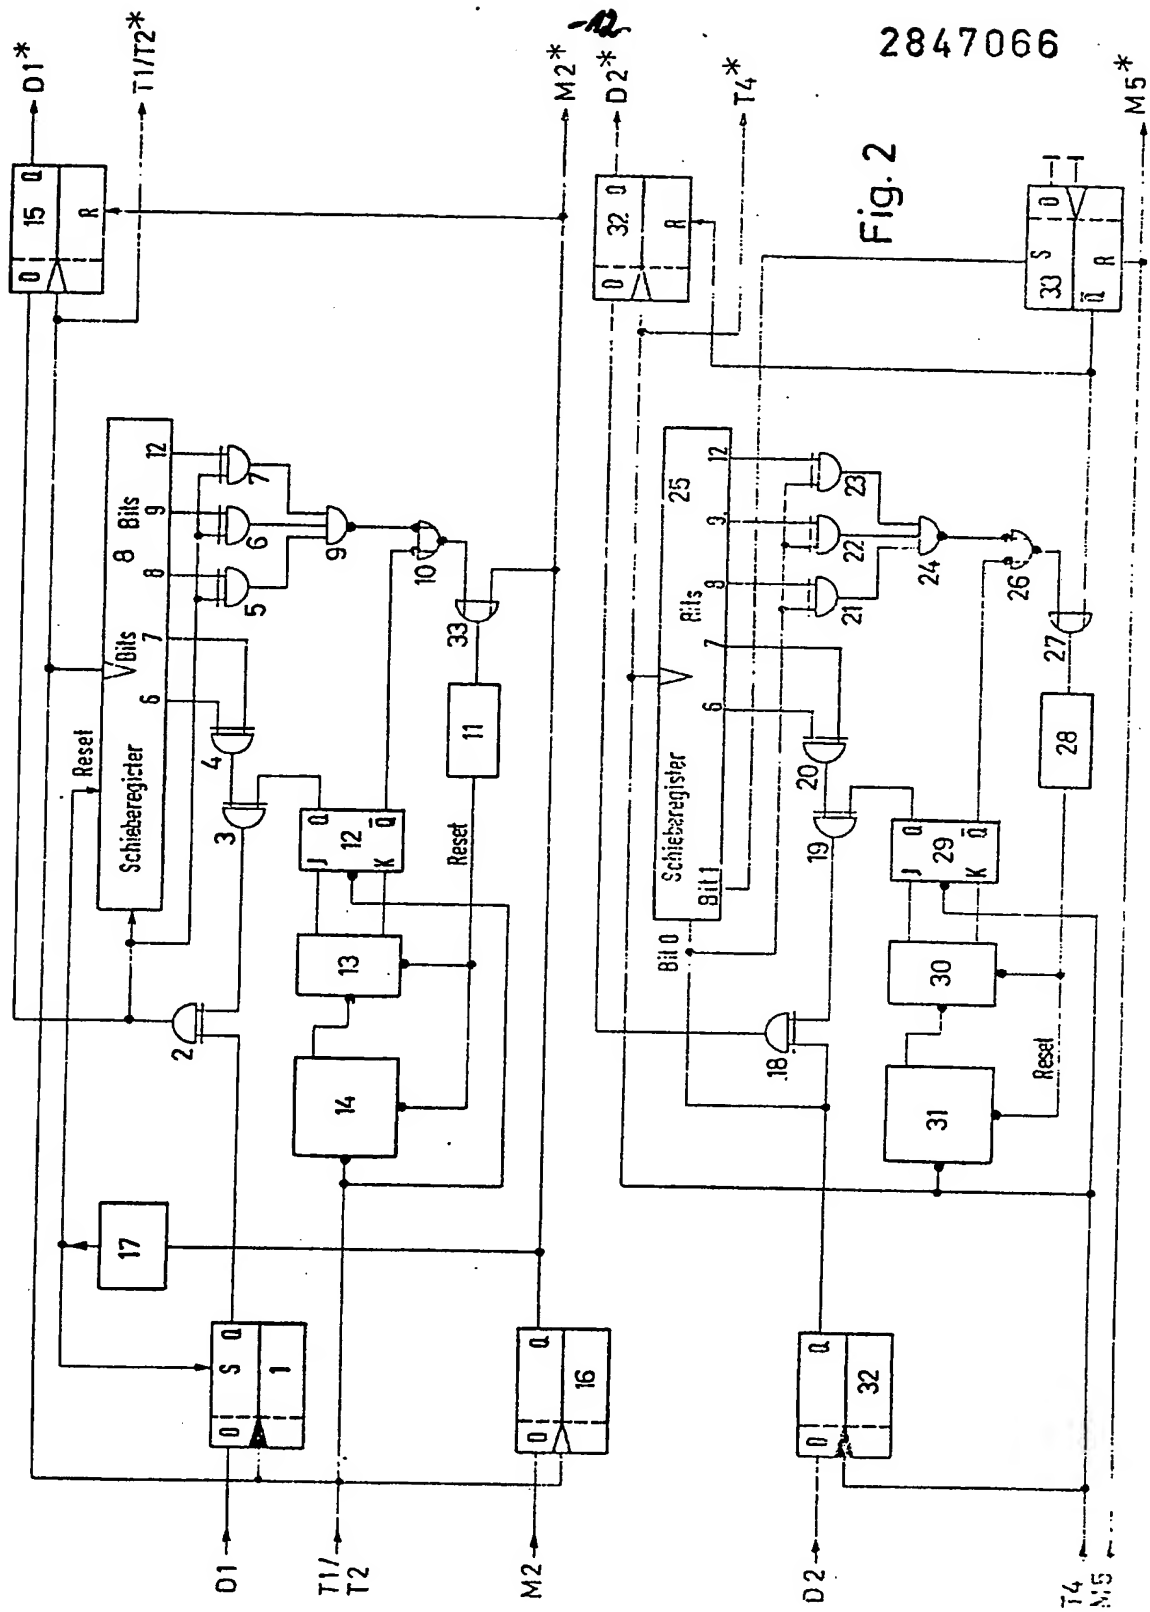 -12-
2847066
D1*
T1/T2*
M2*
D2*
T4*
M5*
Fig. 2
D 15 Q
R
Reset
Schieberegister 8 Bits
Bits
6 7 8 9 12
2
3
4
5
6
7
9
10
33
11
Reset
J Q
12
K Q̅
13
14
17
D S Q
1
D Q
16
D1
T1/
T2
M2
D 32 Q
R
S D
33
Q̅ R
Schieberegister 25
Bits
Bit 0
Bit 1
6 7 8 9 12
18
19
20
21
22
23
24
26
27
28
J Q
29
K Q̅
30
31
Reset
D Q
32
D2
T4
M5